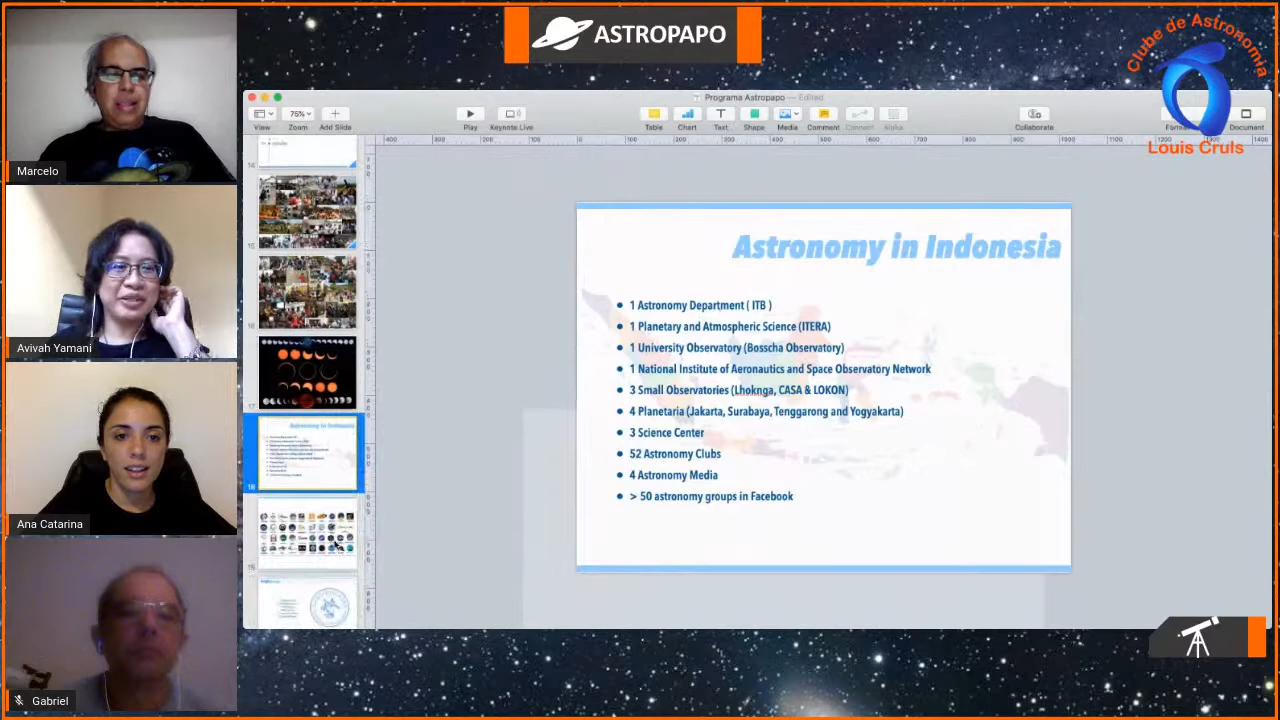 ASTROPAPO
Clube de Astronomia
Louis Cruls
Marcelo
Avivah Yamani
Ana Catarina
Gabriel
Programa Astropapo — Edited
75%
View
Zoom
Add Slide
Play
Keynote Live
Table
Chart
Text
Shape
Media
Comment
Collaborate
Format
Document
Astronomy in Indonesia
1 Astronomy Department ( ITB )
1 Planetary and Atmospheric Science (ITERA)
1 University Observatory (Bosscha Observatory)
1 National Institute of Aeronautics and Space Observatory Network
3 Small Observatories (Lhoknga, CASA & LOKON)
4 Planetaria (Jakarta, Surabaya, Tenggarong and Yogyakarta)
3 Science Center
52 Astronomy Clubs
4 Astronomy Media
> 50 astronomy groups in Facebook